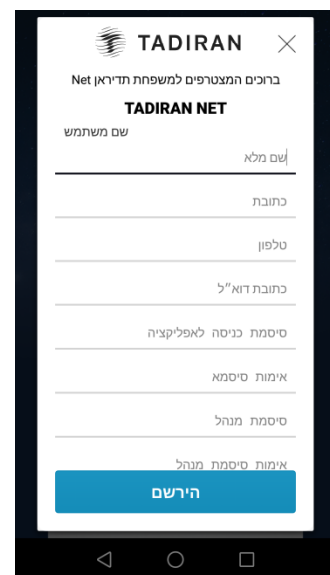 TADIRAN
ברוכים המצטרפים למשפחת תדיראן Net
TADIRAN NET
שם משתמש
שם מלא
כתובת
טלפון
כתובת דוא״ל
סיסמת כניסה לאפליקציה
אימות סיסמא
סיסמת מנהל
אימות סיסמת מנהל
הירשם